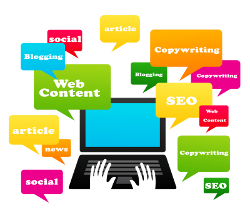 article
social
Copywriting
Blogging
Blogging
Copywriting
Web
Content
SEO
Web
Content
article
news
Copywriting
social
SEO